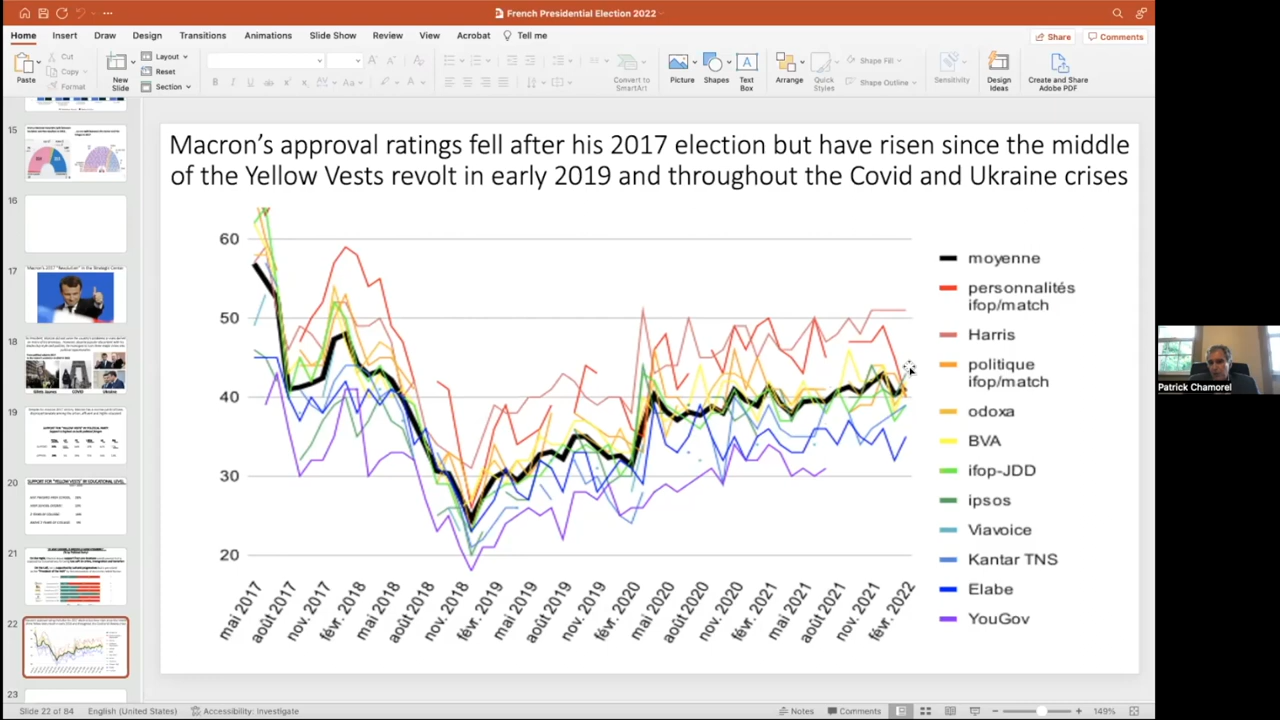 French Presidential Election 2022
Home Insert Draw Design Transitions Animations Slide Show Review View Acrobat Tell me
Share Comments
Paste
Cut
Copy
Format
New
Slide
Layout
Reset
Section
Convert to
SmartArt
Picture
Shapes
Text
Box
Arrange
Quick
Styles
Shape Fill
Shape Outline
Sensitivity
Design
Ideas
Create and Share
Adobe PDF
15
16
17
18
19
20
21
22
23
Macron's approval ratings fell after his 2017 election but have risen since the middle
of the Yellow Vests revolt in early 2019 and throughout the Covid and Ukraine crises
60
50
40
30
20
mai 2017
août 2017
nov. 2017
févr. 2018
mai 2018
août 2018
nov. 2018
févr. 2019
mai 2019
août 2019
nov. 2019
févr. 2020
mai 2020
août 2020
nov. 2020
févr. 2021
mai 2021
août 2021
nov. 2021
févr. 2022
moyenne
personnalités
ifop/match
Harris
politique
ifop/match
odoxa
BVA
ifop-JDD
ipsos
Viavoice
Kantar TNS
Elabe
YouGov
Patrick Chamorel
Slide 22 of 84 English (United States) Accessibility: Investigate
Notes Comments 149%